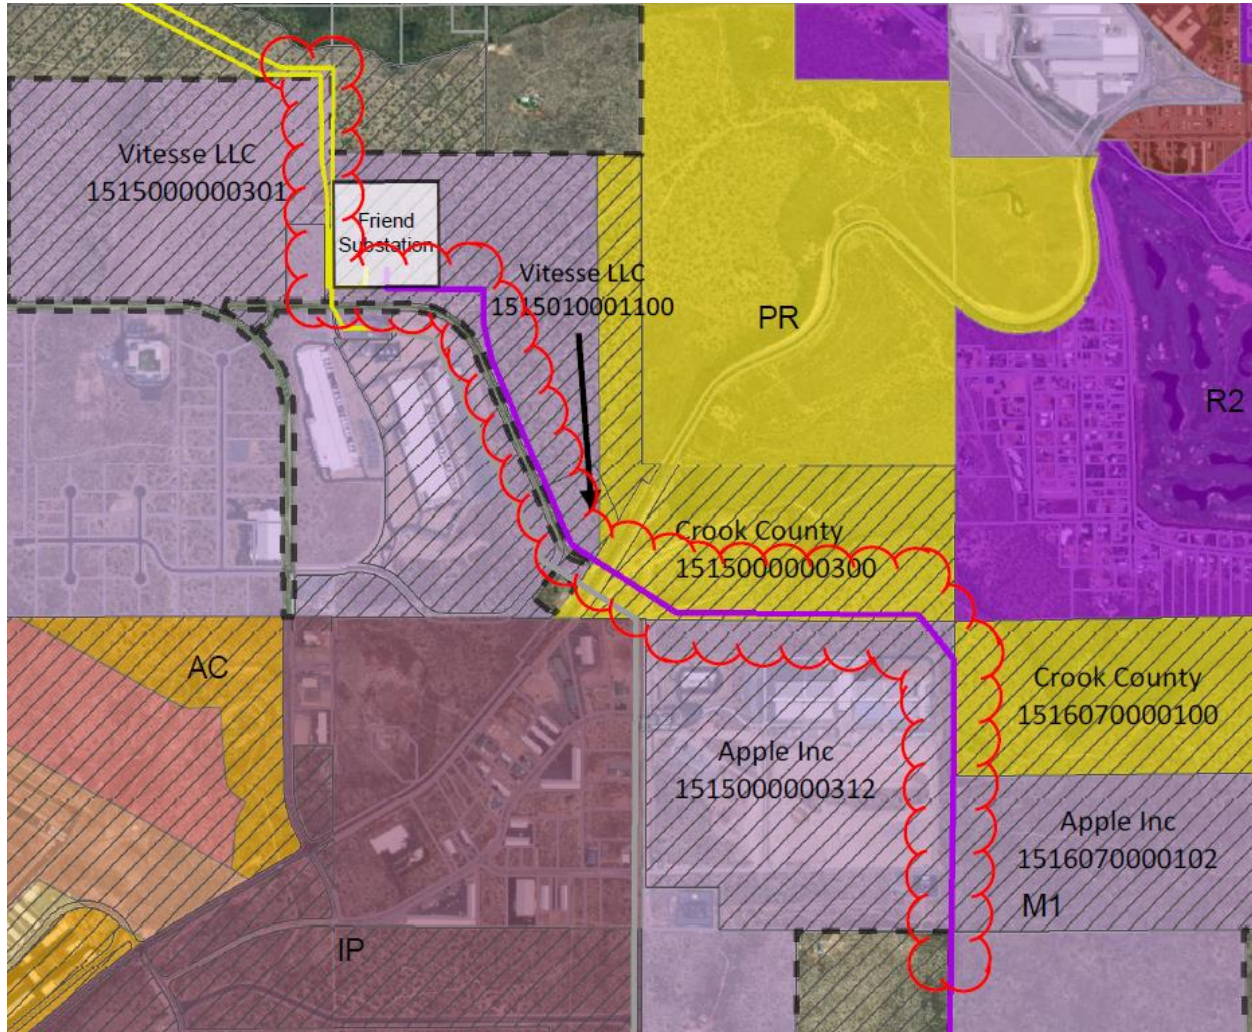 Vitesse LLC
1515000000301
Friend
Substation
Vitesse LLC
1515010001100
PR
R2
Crook County
1515000000300
AC
Crook County
1516070000100
Apple Inc
1515000000312
Apple Inc
1516070000102
M1
IP